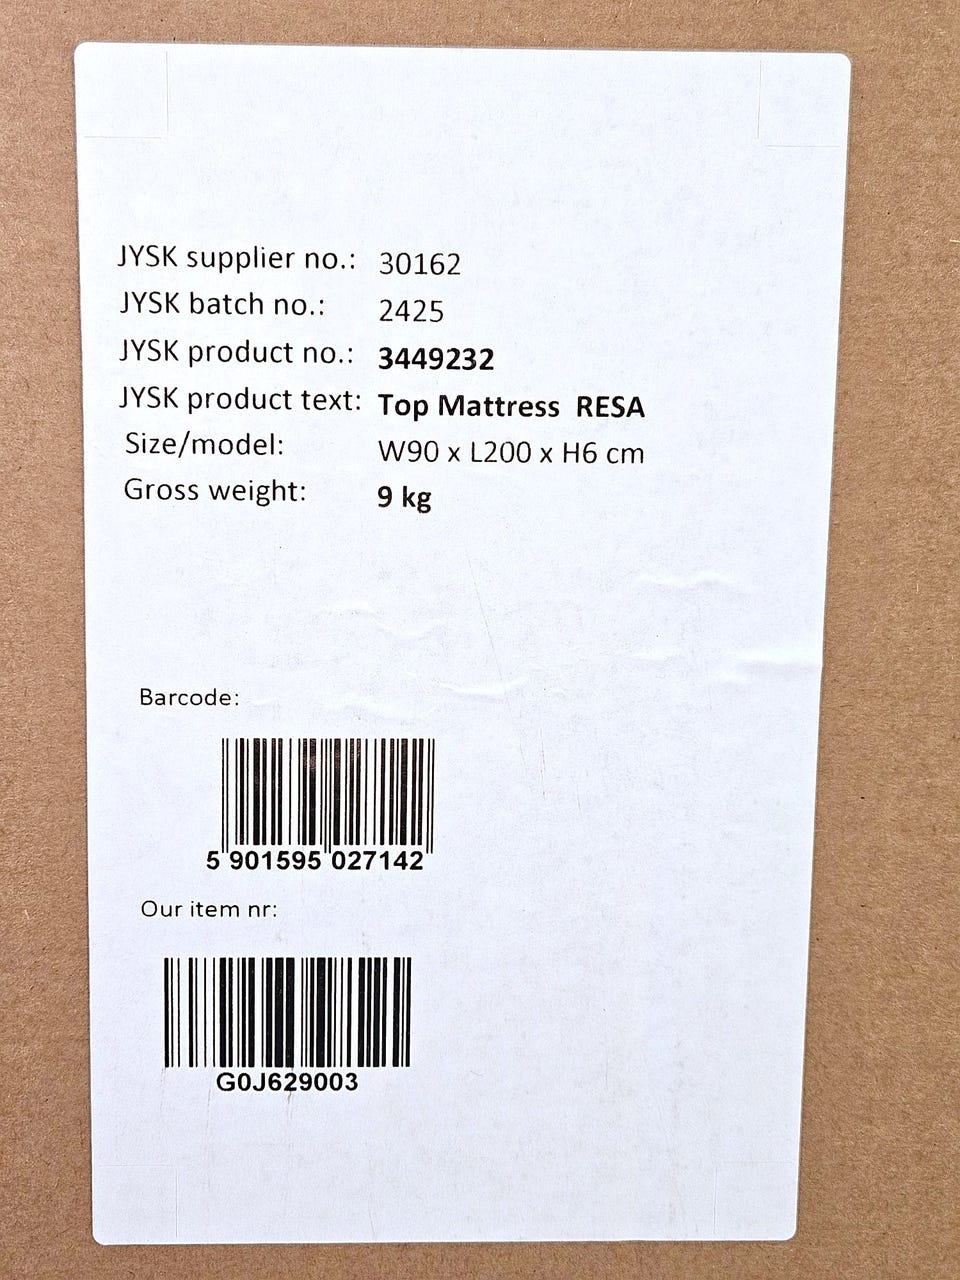 JYSK supplier no.: 30162
JYSK batch no.: 2425
JYSK product no.: 3449232
JYSK product text: Top Mattress RESA
Size/model: W90 x L200 x H6 cm
Gross weight: 9 kg
Barcode:
5 901595 027142
Our item nr:
G0J629003